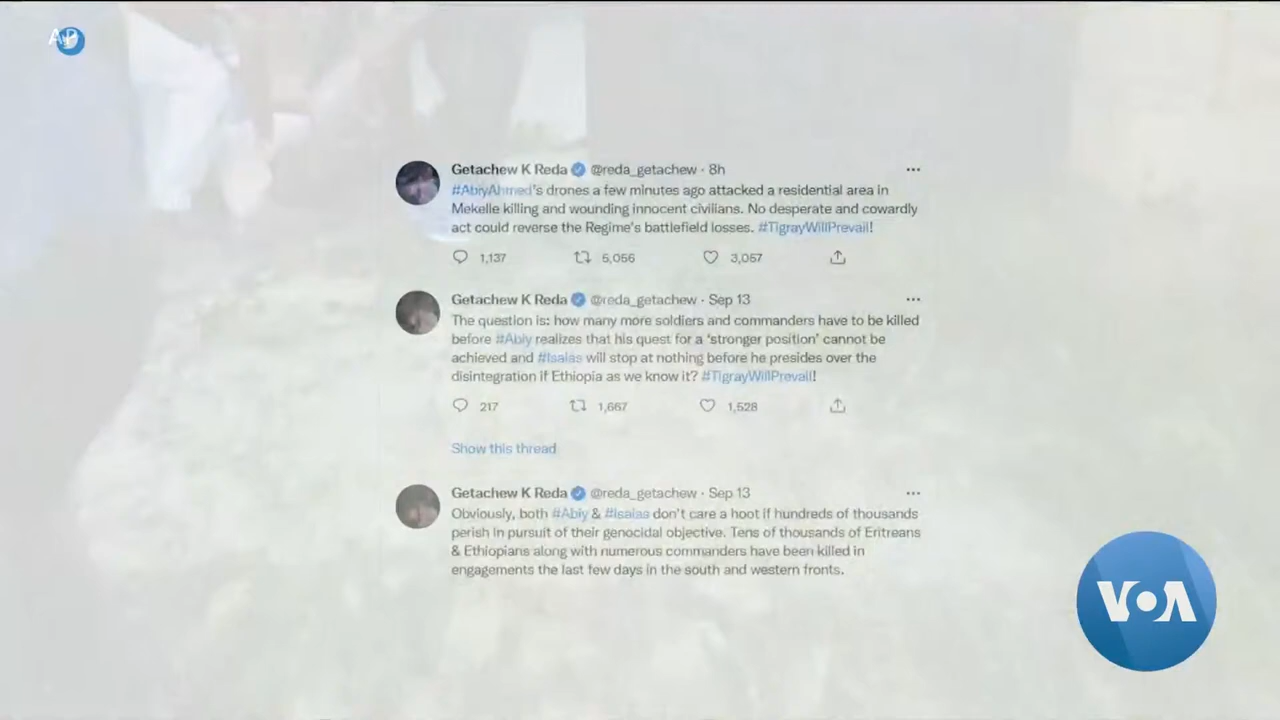 AP
Getachew K Reda @reda_getachew · 8h
#AbiyAhmed's drones a few minutes ago attacked a residential area in
Mekelle killing and wounding innocent civilians. No desperate and cowardly
act could reverse the Regime's battlefield losses. #TigrayWillPrevail!
1,137 5,056 3,057
Getachew K Reda @reda_getachew · Sep 13
The question is: how many more soldiers and commanders have to be killed
before #Abiy realizes that his quest for a 'stronger position' cannot be
achieved and #Isaias will stop at nothing before he presides over the
disintegration if Ethiopia as we know it? #TigrayWillPrevail!
217 1,667 1,528
Show this thread
Getachew K Reda @reda_getachew · Sep 13
Obviously, both #Abiy & #Isaias don't care a hoot if hundreds of thousands
perish in pursuit of their genocidal objective. Tens of thousands of Eritreans
& Ethiopians along with numerous commanders have been killed in
engagements the last few days in the south and western fronts.
VOA